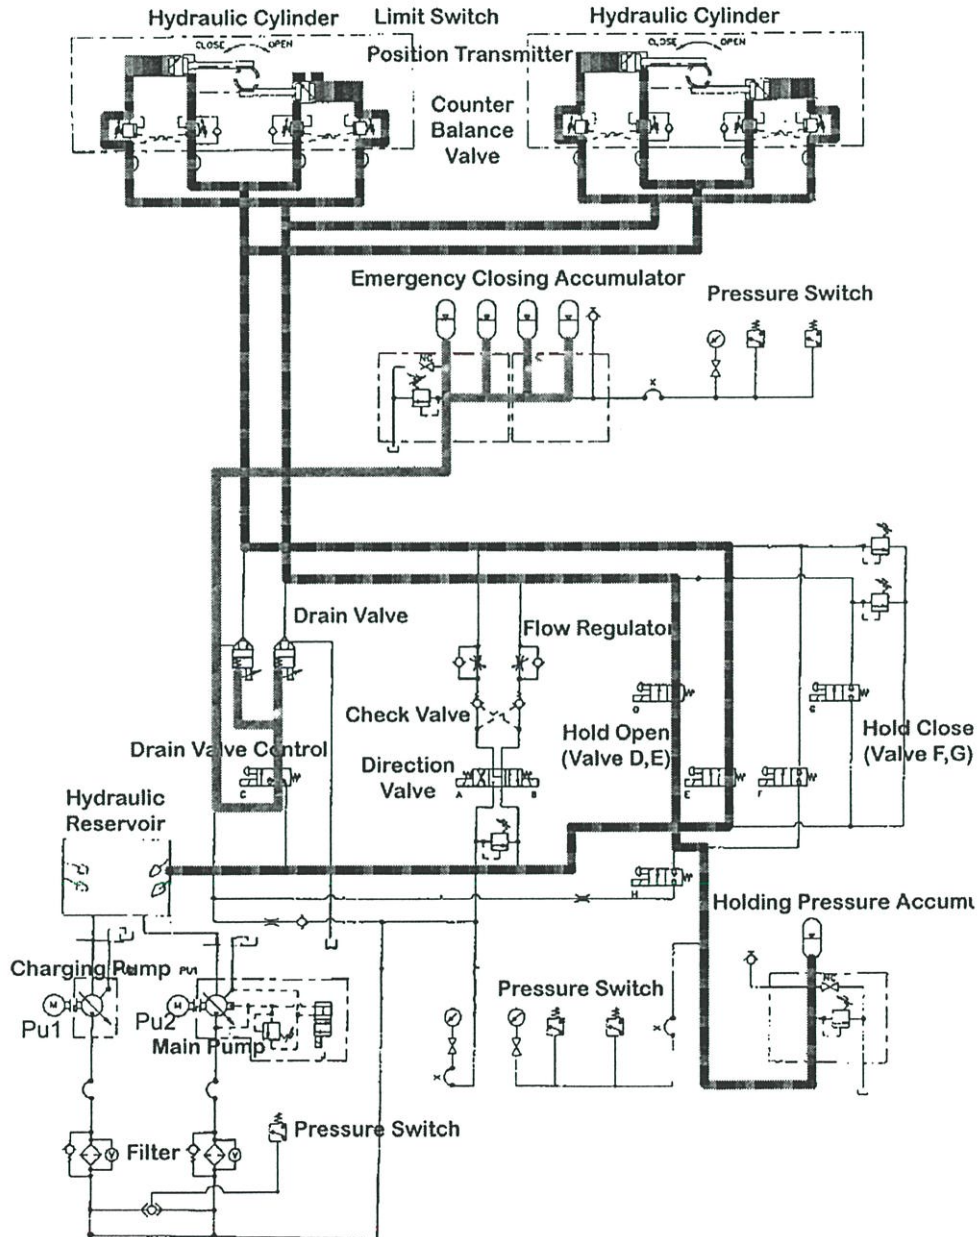 Hydraulic Cylinder
Limit Switch
Hydraulic Cylinder
CLOSE OPEN
CLOSE OPEN
Position Transmitter
Counter
Balance
Valve
Emergency Closing Accumulator
Pressure Switch
NC
Drain Valve
Flow Regulator
Check Valve
Hold Open
(Valve D,E)
G
Hold Close
(Valve F,G)
Drain Valve Control
C
Direction
Valve
A
B
E
F
Hydraulic
Reservoir
H
Holding Pressure Accumu
Charging Pump
PU1
M
Pu1
M
Pu2
Main Pump
Pressure Switch
NC
X
X
X
Pressure Switch
Filter
V
V